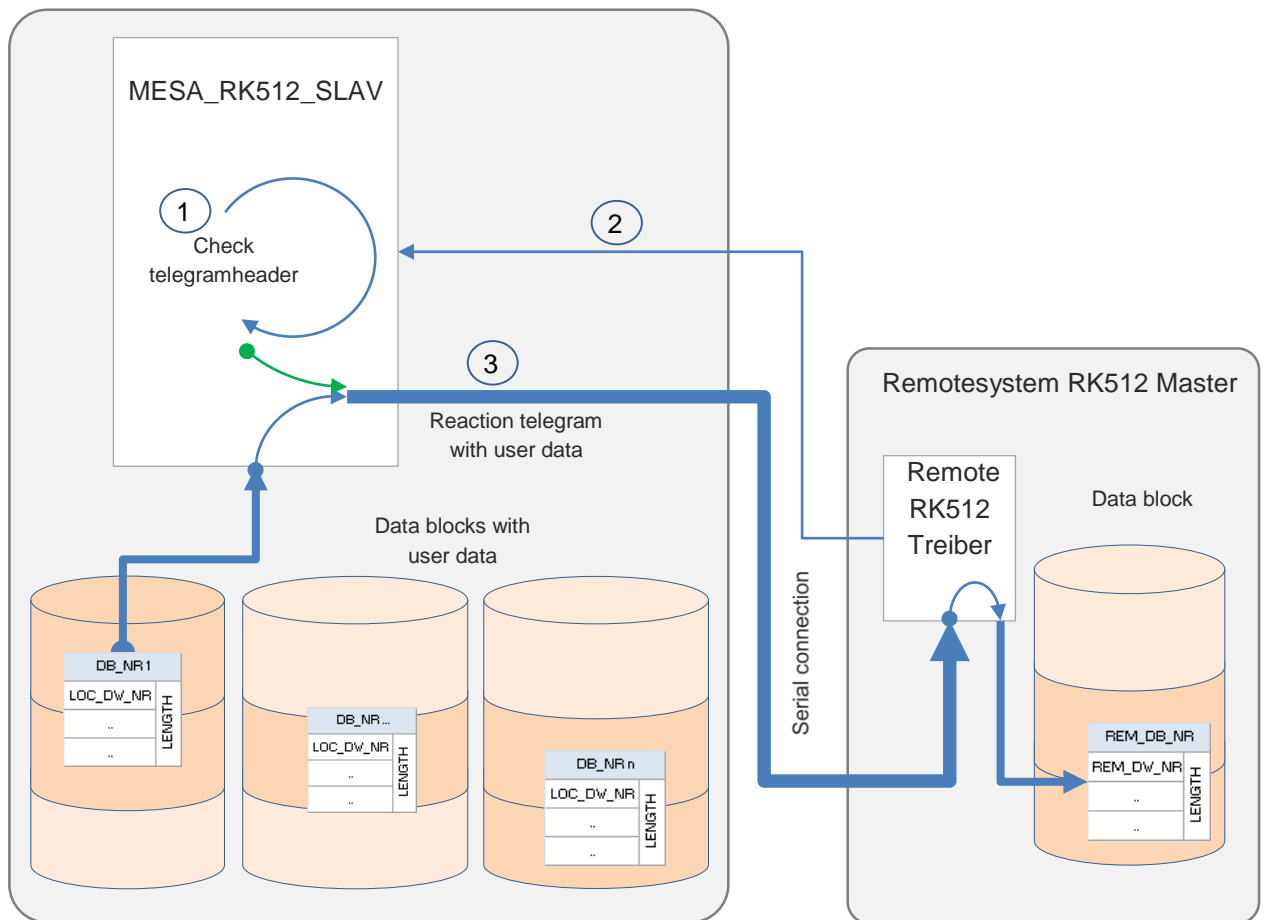 MESA_RK512_SLAV
1
Check
telegramheader
2
3
Reaction telegram
with user data
Data blocks with
user data
DB_NR1
LOC_DW_NR
..
..
LENGTH
DB_NR...
LOC_DW_NR
..
..
LENGTH
DB_NRn
LOC_DW_NR
..
..
LENGTH
Serial connection
Remotesystem RK512 Master
Remote
RK512
Treiber
Data block
REM_DB_NR
REM_DW_NR
..
..
LENGTH